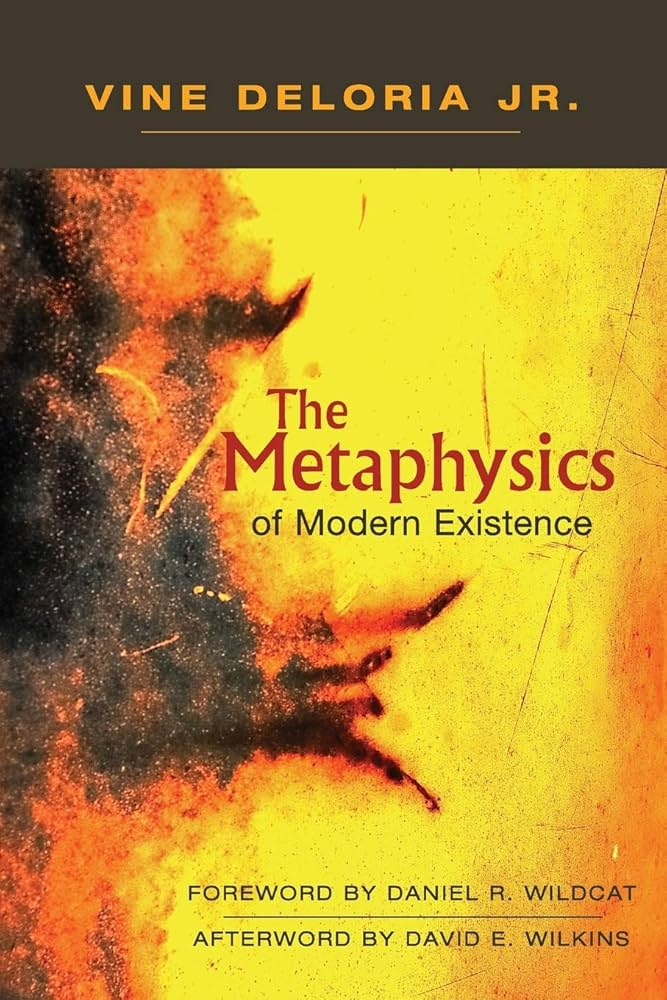 VINE DELORIA JR.
The
Metaphysics
of Modern Existence
FOREWORD BY DANIEL R. WILDCAT
AFTERWORD BY DAVID E. WILKINS